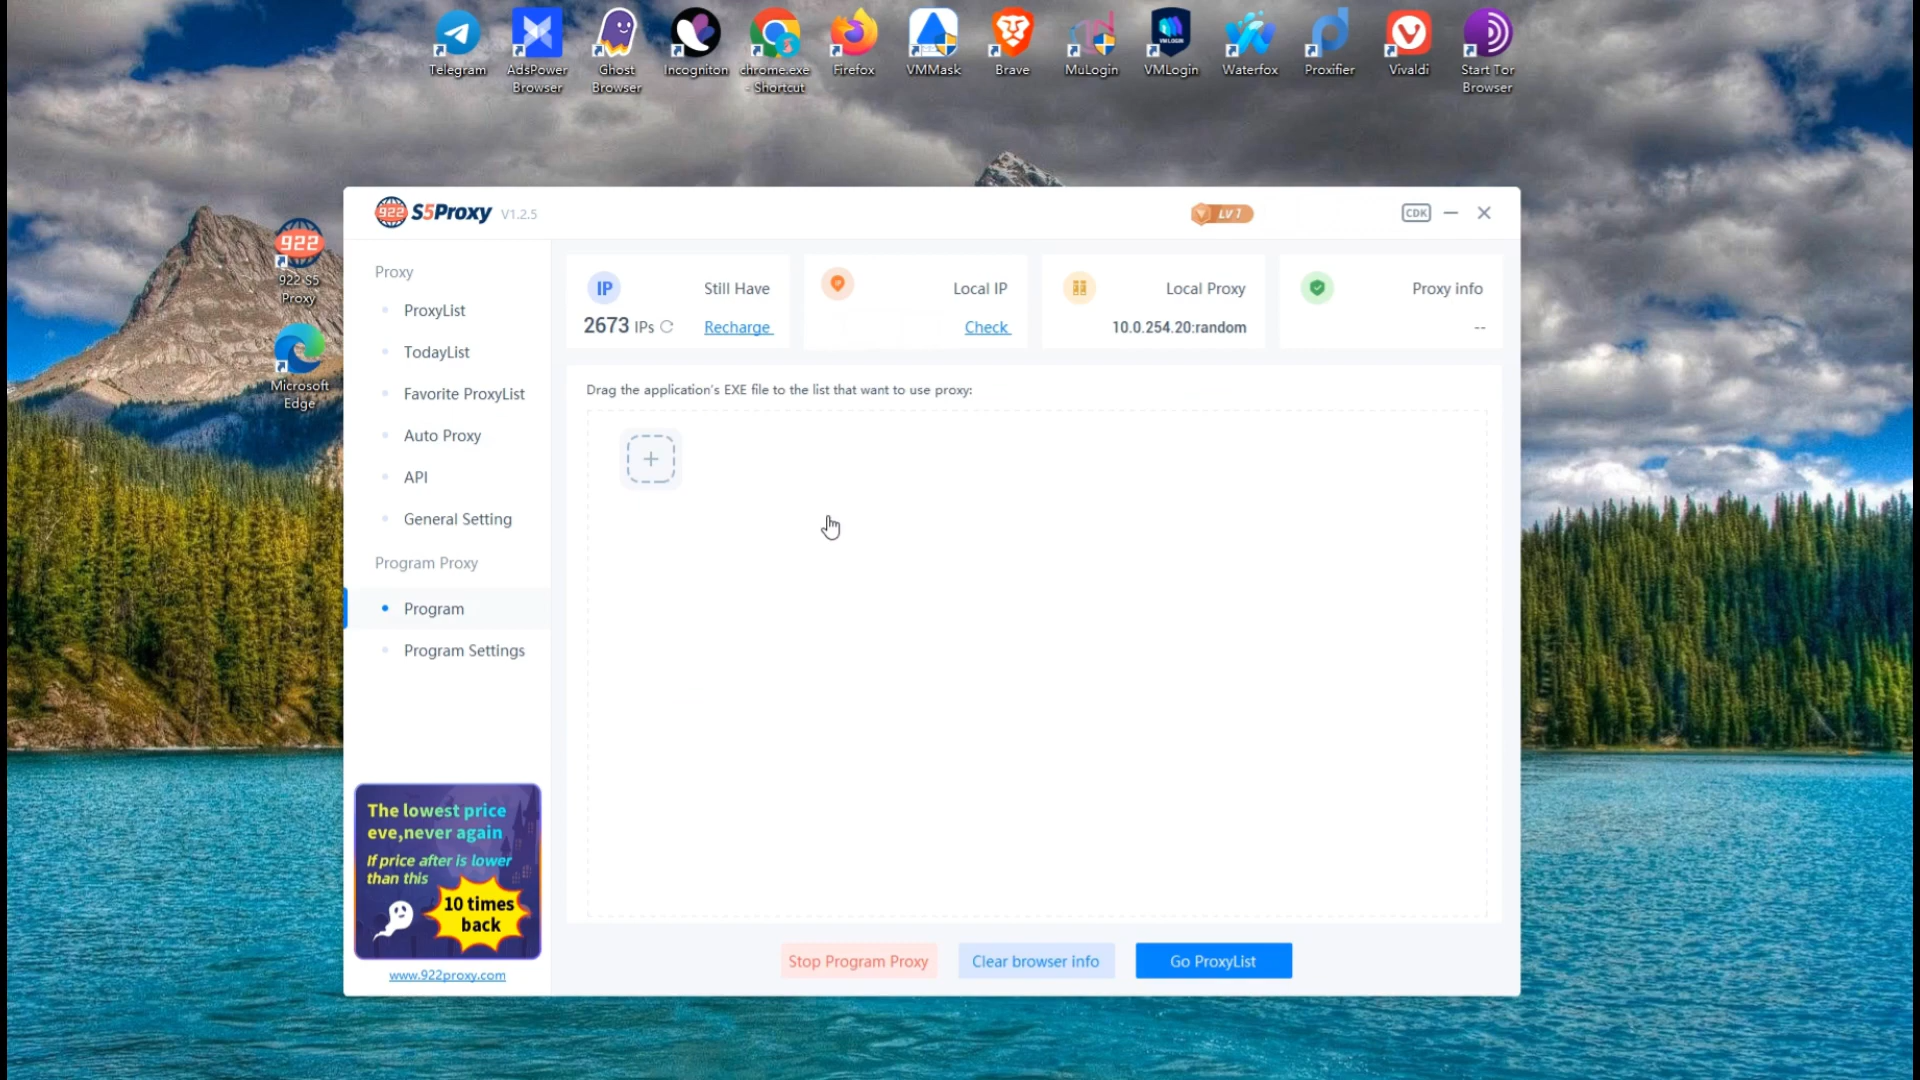 Telegram
AdsPower
Browser
Ghost
Browser
Incogniton
chrome.exe
- Shortcut
Firefox
VMMask
Brave
MuLogin
VMLOGIN
VMLogin
Waterfox
Proxifier
Vivaldi
Start Tor
Browser
922
922 S5
Proxy
Microsoft
Edge
922 S5Proxy V1.2.5
LV 7
CDK
Proxy
ProxyList
TodayList
Favorite ProxyList
Auto Proxy
API
General Setting
Program Proxy
Program
Program Settings
IP
Still Have
2673 IPs
Recharge
Local IP
Check
Local Proxy
10.0.254.20:random
Proxy info
--
Drag the application's EXE file to the list that want to use proxy:
The lowest price
eve,never again
If price after is lower
than this
10 times
back
www.922proxy.com
Stop Program Proxy
Clear browser info
Go ProxyList